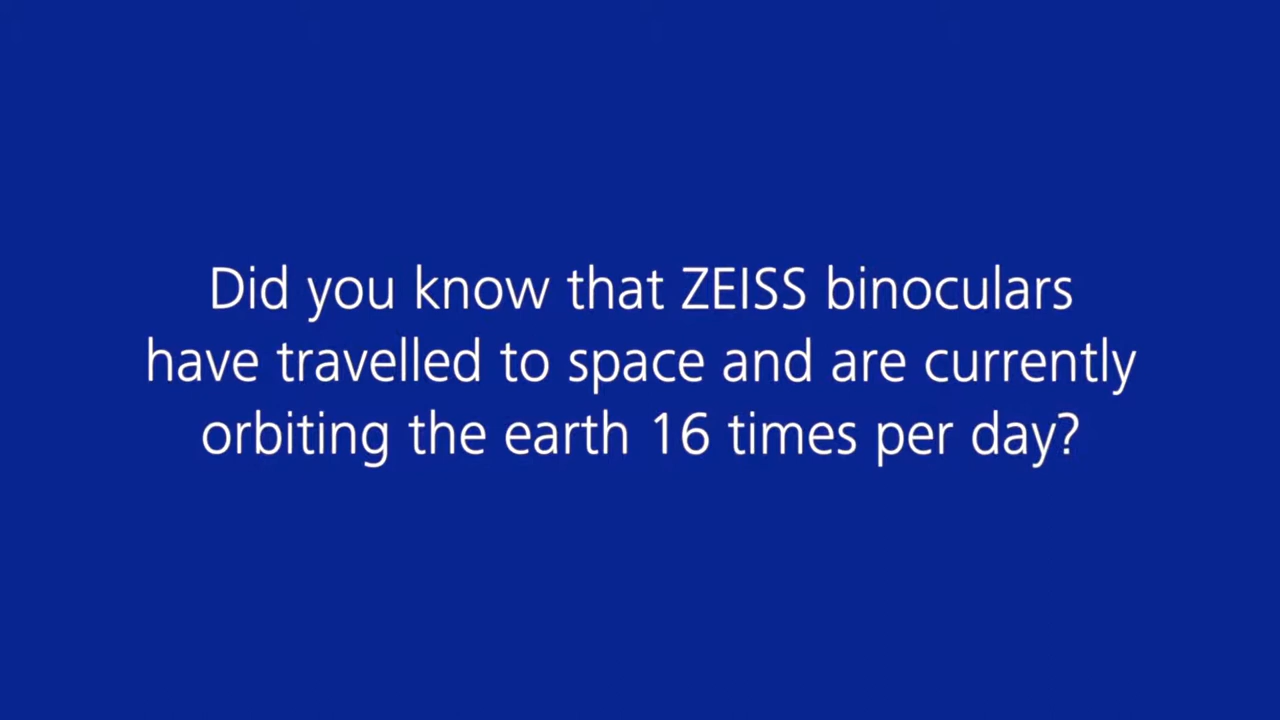 Did you know that ZEISS binoculars
have travelled to space and are currently
orbiting the earth 16 times per day?